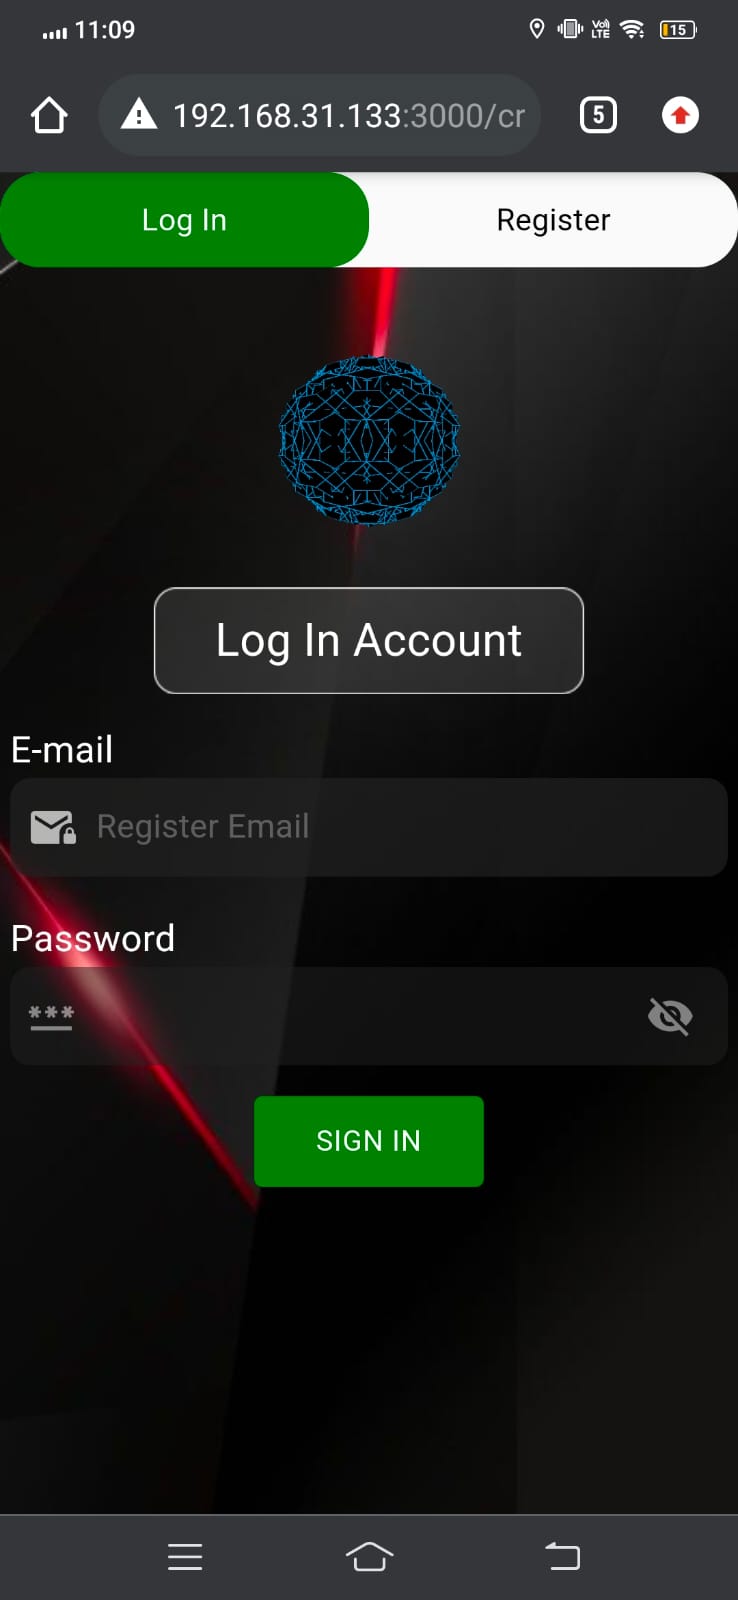 11:09
Vo))
LTE
15
192.168.31.133:3000/cr
5
Log In
Register
Log In Account
E-mail
Register Email
Password
***
SIGN IN